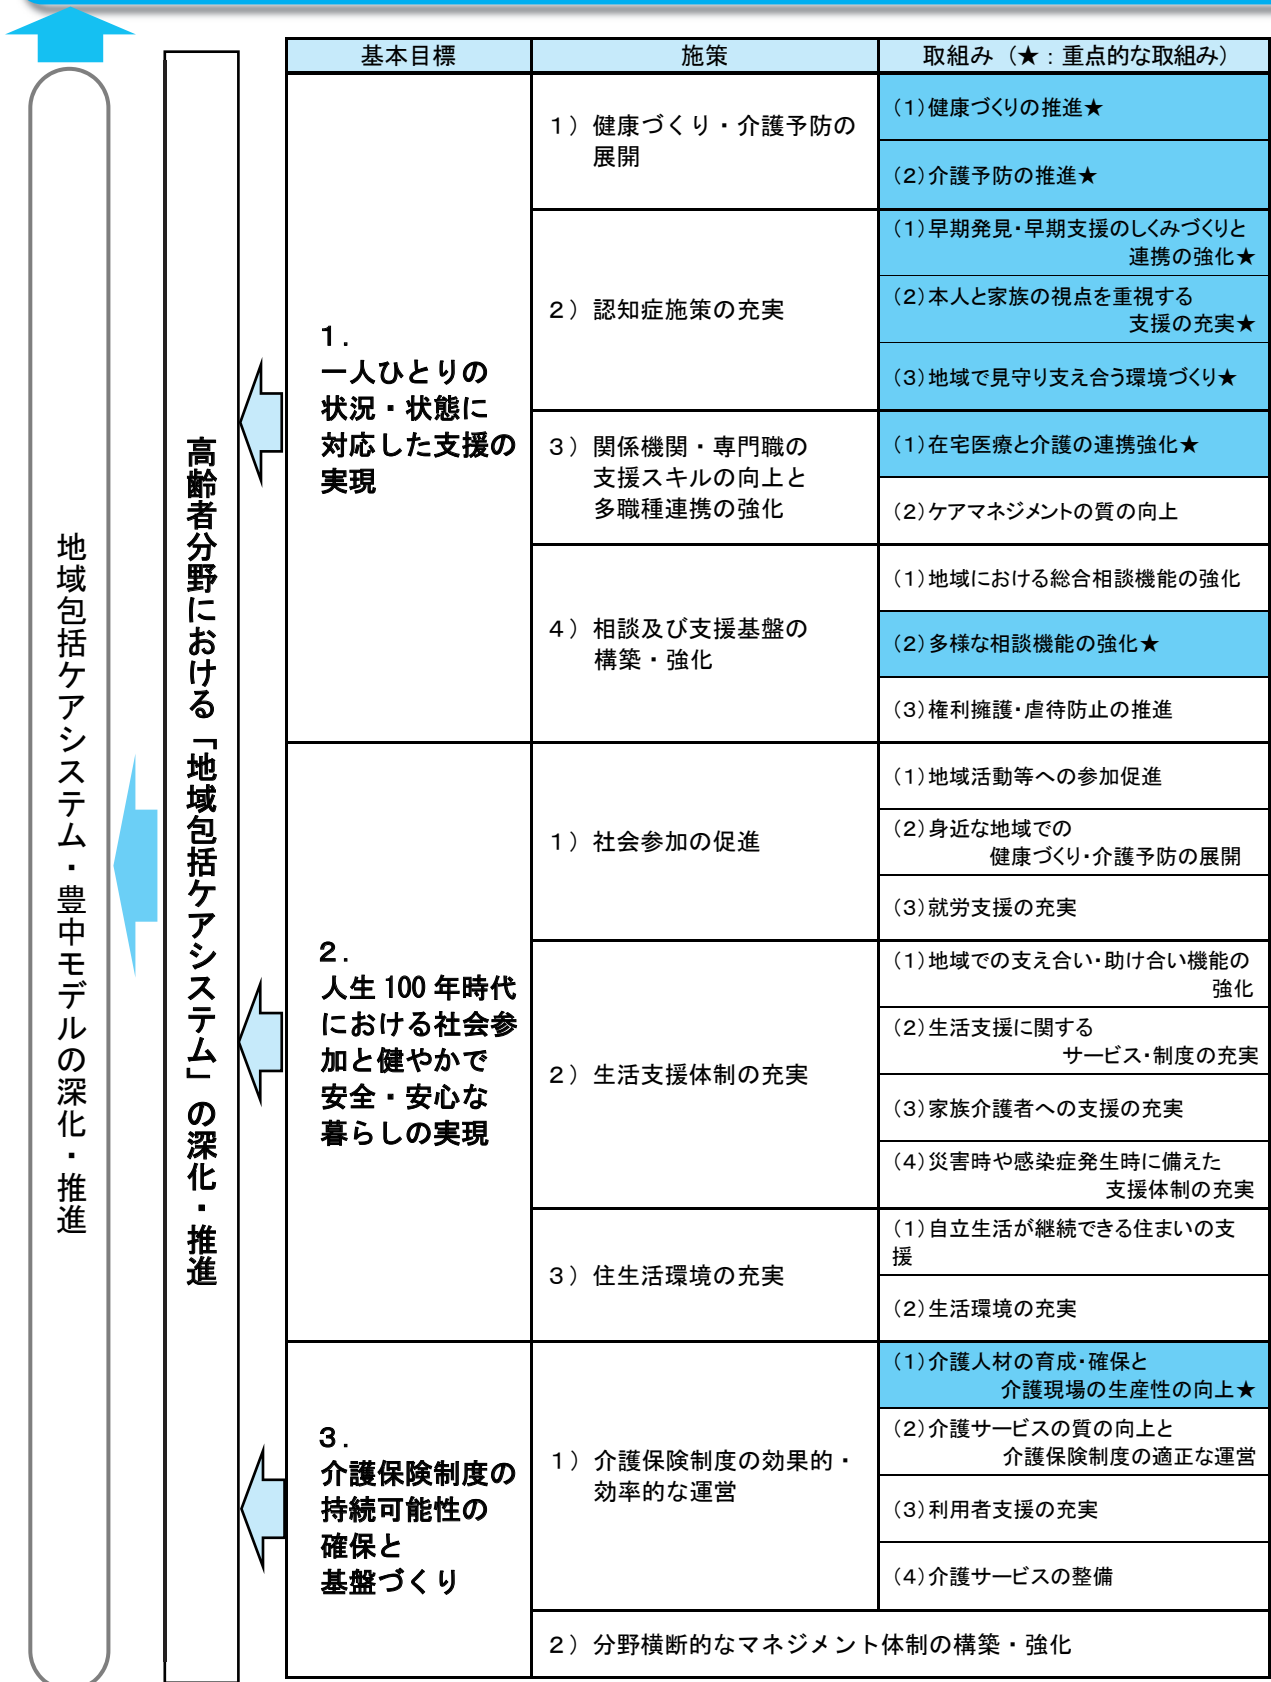 地域包括ケアシステム・豊中モデルの深化・推進
高齢者分野における「地域包括ケアシステム」の深化・推進
基本目標
施策
取組み（★：重点的な取組み）
1.
一人ひとりの
状況・状態に
対応した支援の
実現
1）健康づくり・介護予防の
展開
（1）健康づくりの推進★
（2）介護予防の推進★
2）認知症施策の充実
（1）早期発見・早期支援のしくみづくりと
連携の強化★
（2）本人と家族の視点を重視する
支援の充実★
（3）地域で見守り支え合う環境づくり★
3）関係機関・専門職の
支援スキルの向上と
多職種連携の強化
（1）在宅医療と介護の連携強化★
（2）ケアマネジメントの質の向上
4）相談及び支援基盤の
構築・強化
（1）地域における総合相談機能の強化
（2）多様な相談機能の強化★
（3）権利擁護・虐待防止の推進
2.
人生 100 年時代
における社会参
加と健やかで
安全・安心な
暮らしの実現
1）社会参加の促進
（1）地域活動等への参加促進
（2）身近な地域での
健康づくり・介護予防の展開
（3）就労支援の充実
2）生活支援体制の充実
（1）地域での支え合い・助け合い機能の
強化
（2）生活支援に関する
サービス・制度の充実
（3）家族介護者への支援の充実
（4）災害時や感染症発生時に備えた
支援体制の充実
3）住生活環境の充実
（1）自立生活が継続できる住まいの支
援
（2）生活環境の充実
3.
介護保険制度の
持続可能性の
確保と
基盤づくり
1）介護保険制度の効果的・
効率的な運営
（1）介護人材の育成・確保と
介護現場の生産性の向上★
（2）介護サービスの質の向上と
介護保険制度の適正な運営
（3）利用者支援の充実
（4）介護サービスの整備
2）分野横断的なマネジメント体制の構築・強化